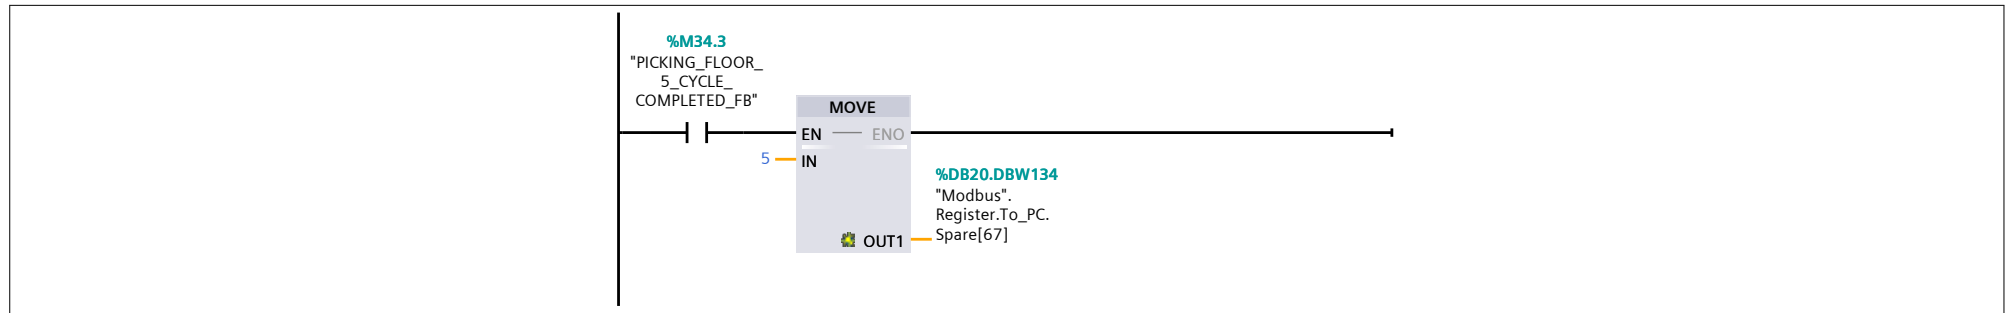 %M34.3
"PICKING_FLOOR_
5_CYCLE_
COMPLETED_FB"
MOVE
EN
ENO
5
IN
%DB20.DBW134
"Modbus".
Register.To_PC.
Spare[67]
OUT1